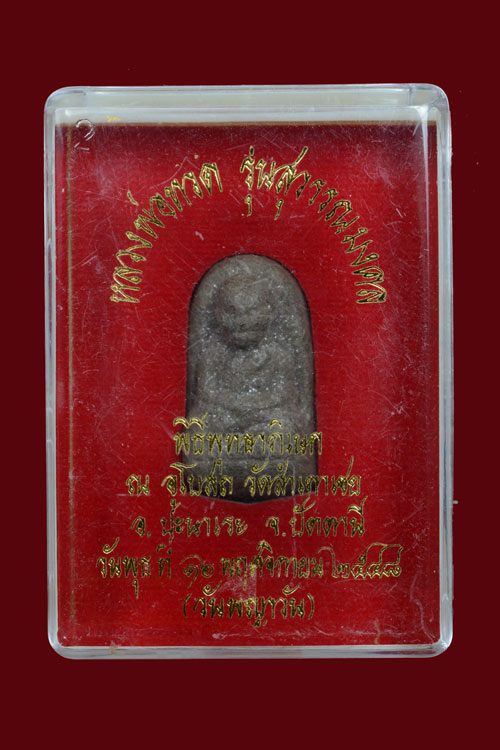 หลวงพ่อทวด รุ่นสุวรรณมงคล
พิธีพุทธาภิเษก
ณ อุโบสถ วัดสำเภาเชย
อ. ปะนาเระ จ. ปัตตานี
วันพุธ ที่ ๑๒ พฤศจิกายน ๒๕๔๘
(วันพญาวัน)